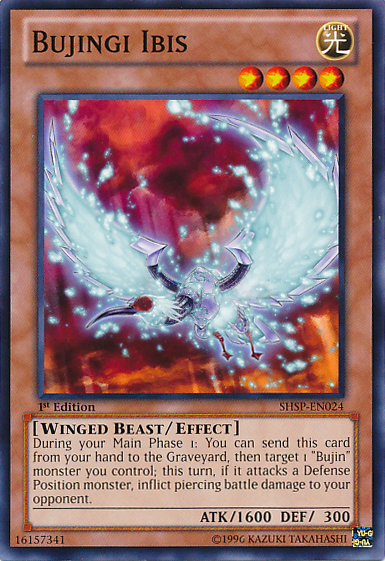 Bujingi Ibis
LIGHT
光
1st Edition
SHSP-EN024
[Winged Beast/Effect]
During your Main Phase 1: You can send this card
from your hand to the Graveyard, then target 1 "Bujin"
monster you control; this turn, if it attacks a Defense
Position monster, inflict piercing battle damage to your
opponent.
ATK/1600 DEF/ 300
16157341
©1996 KAZUKI TAKAHASHI